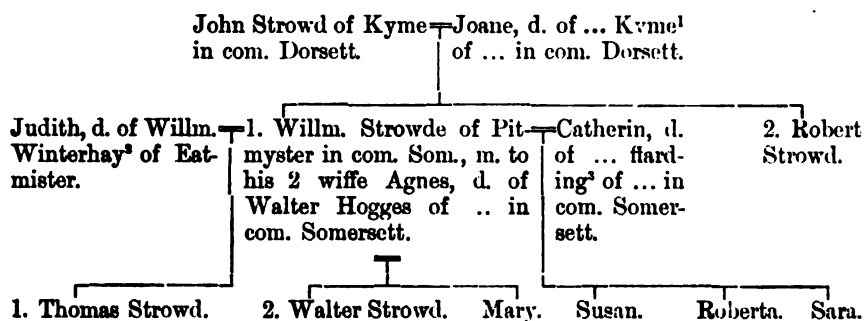 John Strowd of Kyme
in com. Dorsett.
Joane, d. of ... Kyme¹
of ... in com. Dorsett.
Judith, d. of Willm.
Winterhay² of Eat-
mister.
1. Willm. Strowde of Pit-
myster in com. Som., m. to
his 2 wiffe Agnes, d. of
Walter Hogges of .. in
com. Somersett.
Catherin, d.
of ... ffard-
ing³ of ... in
com. Somer-
sett.
2. Robert
Strowd.
1. Thomas Strowd.
2. Walter Strowd.
Mary.
Susan.
Roberta.
Sara.